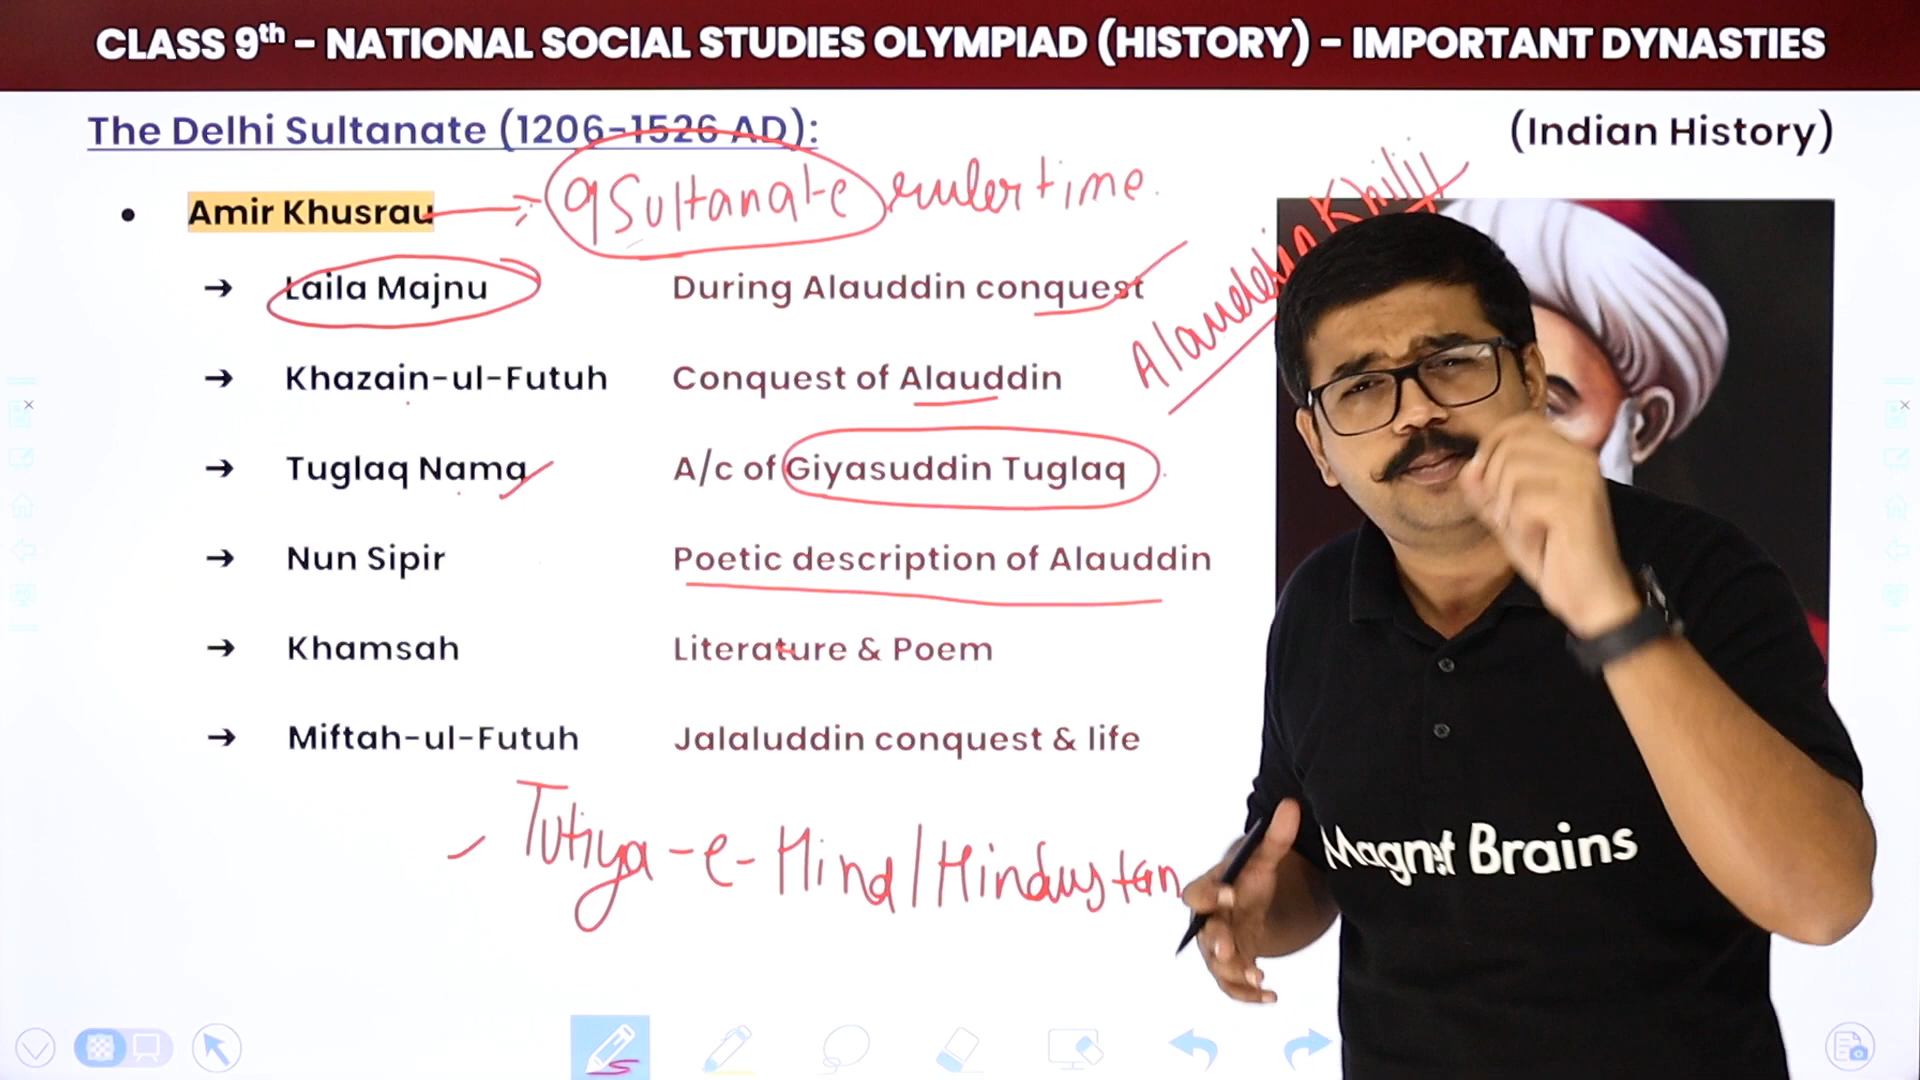 CLASS 9th - NATIONAL SOCIAL STUDIES OLYMPIAD (HISTORY) - IMPORTANT DYNASTIES
The Delhi Sultanate (1206-1526 AD): (Indian History)
• Amir Khusrau → 9 Sultanate ruler time.
→ Laila Majnu During Alauddin conquest
Alauddin Khilji
→ Khazain-ul-Futuh Conquest of Alauddin
→ Tuglaq Nama A/c of Giyasuddin Tuglaq
→ Nun Sipir Poetic description of Alauddin
→ Khamsah Literature & Poem
→ Miftah-ul-Futuh Jalaluddin conquest & life
- Tutiya-e-Hind/Hindustan
Magnet Brains